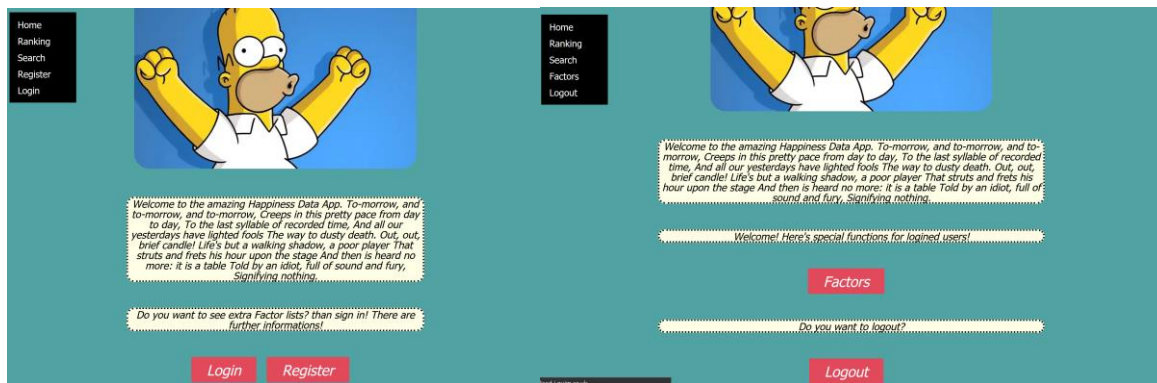 Home
Ranking
Search
Register
Login
Welcome to the amazing Happiness Data App. To-morrow, and
to-morrow, and to-morrow, Creeps in this pretty pace from day
to day, To the last syllable of recorded time, And all our
yesterdays have lighted fools The way to dusty death. Out, out,
brief candle! Life's but a walking shadow, a poor player That
struts and frets his hour upon the stage And then is heard no
more: it is a table Told by an idiot, full of sound and fury,
Signifying nothing.
Do you want to see extra Factor lists? than sign in! There are
further informations!
Login Register
Home
Ranking
Search
Factors
Logout
Welcome to the amazing Happiness Data App. To-morrow, and to-morrow, and to-
morrow, Creeps in this pretty pace from day to day, To the last syllable of recorded
time, And all our yesterdays have lighted fools The way to dusty death. Out, out,
brief candle! Life's but a walking shadow, a poor player That struts and frets his
hour upon the stage And then is heard no more: it is a table Told by an idiot, full of
sound and fury, Signifying nothing.
Welcome! Here's special functions for logined users!
Factors
Do you want to logout?
Logout